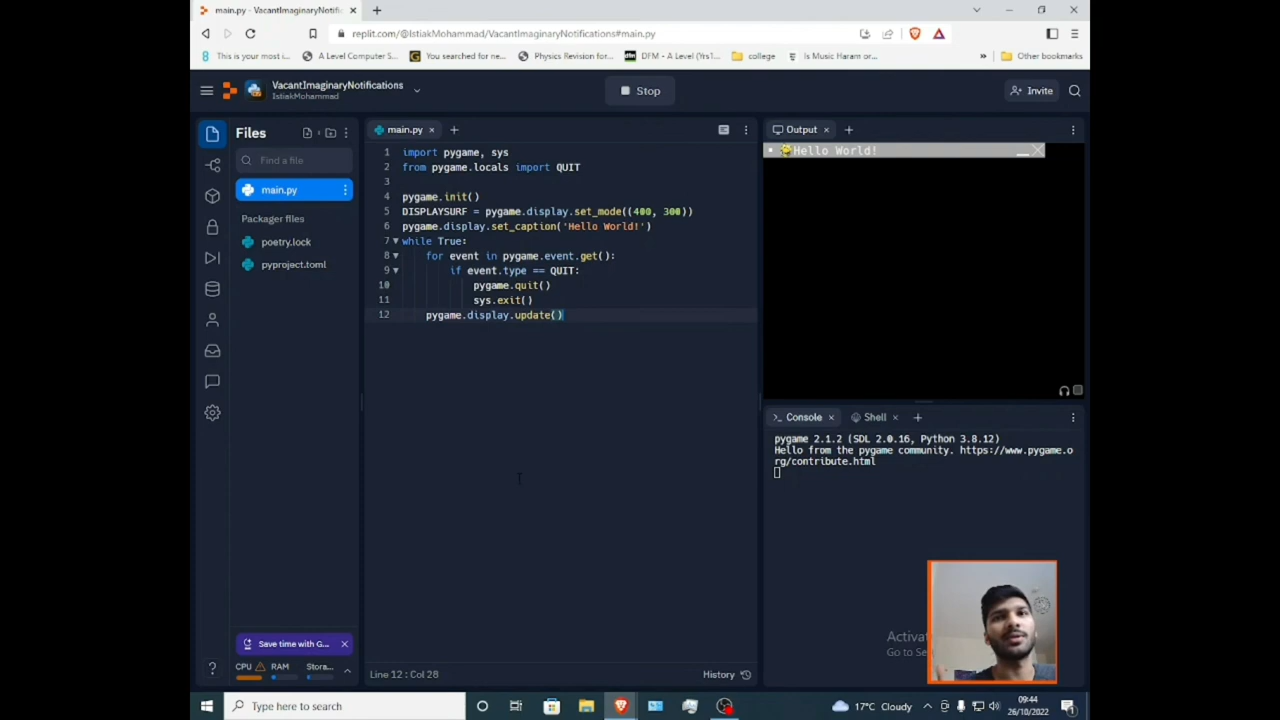 main.py - VacantImaginaryNotific
replit.com/@IstiakMohammad/VacantImaginaryNotifications#main.py
This is your most i...
A Level Computer S...
You searched for ne...
Physics Revision for...
dfm
DFM - A Level (Yrs1...
college
Is Music Haram or...
»
Other bookmarks
VacantImaginaryNotifications
IstiakMohammad
Stop
Invite
Files
Find a file
main.py
Packager files
poetry.lock
pyproject.toml
main.py
1 import pygame, sys
2 from pygame.locals import QUIT
3
4 pygame.init()
5 DISPLAYSURF = pygame.display.set_mode((400, 300))
6 pygame.display.set_caption('Hello World!')
7 while True:
8 for event in pygame.event.get():
9 if event.type == QUIT:
10 pygame.quit()
11 sys.exit()
12 pygame.display.update()
Output
Hello World!
Console
Shell
pygame 2.1.2 (SDL 2.0.16, Python 3.8.12)
Hello from the pygame community. https://www.pygame.o
rg/contribute.html
Save time with G...
CPU RAM Stora...
Line 12 : Col 28
History
Activa
Go to Se
Type here to search
17°C Cloudy
09:44
26/10/2022